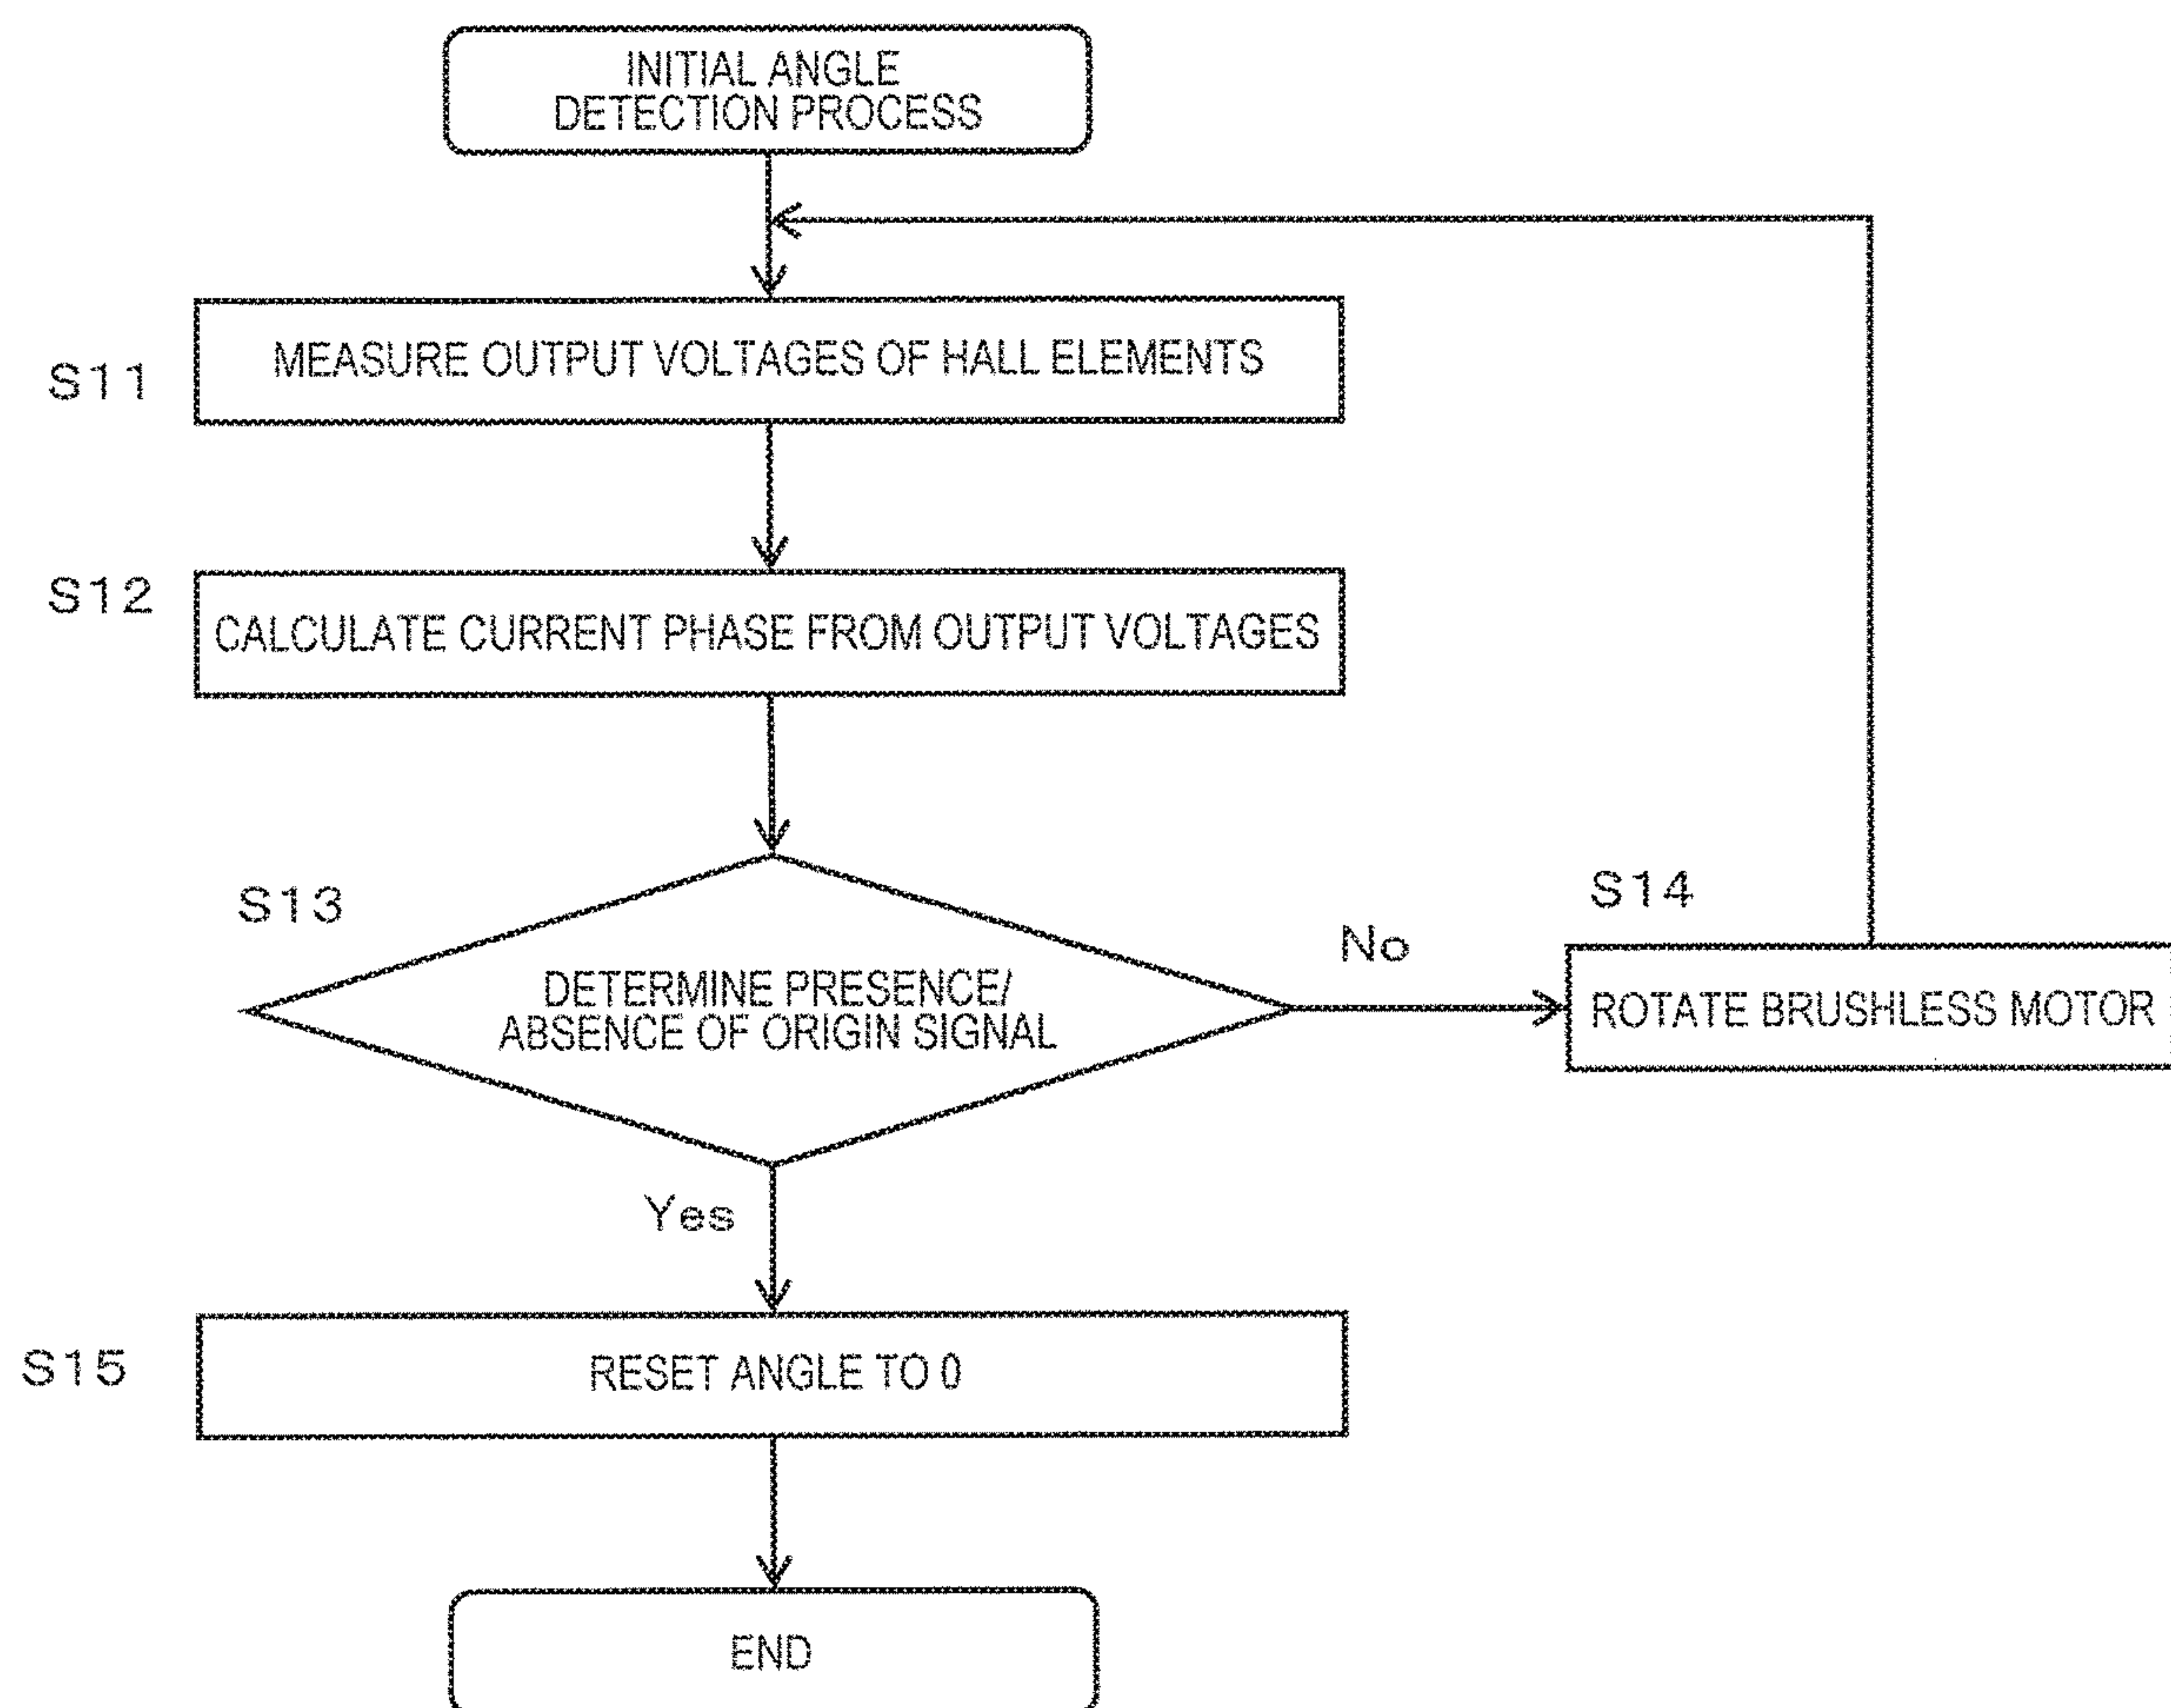 INITIAL ANGLE
DETECTION PROCESS
S11
MEASURE OUTPUT VOLTAGES OF HALL ELEMENTS
S12
CALCULATE CURRENT PHASE FROM OUTPUT VOLTAGES
S13
DETERMINE PRESENCE/
ABSENCE OF ORIGIN SIGNAL
No
S14
ROTATE BRUSHLESS MOTOR
Yes
S15
RESET ANGLE TO 0
END